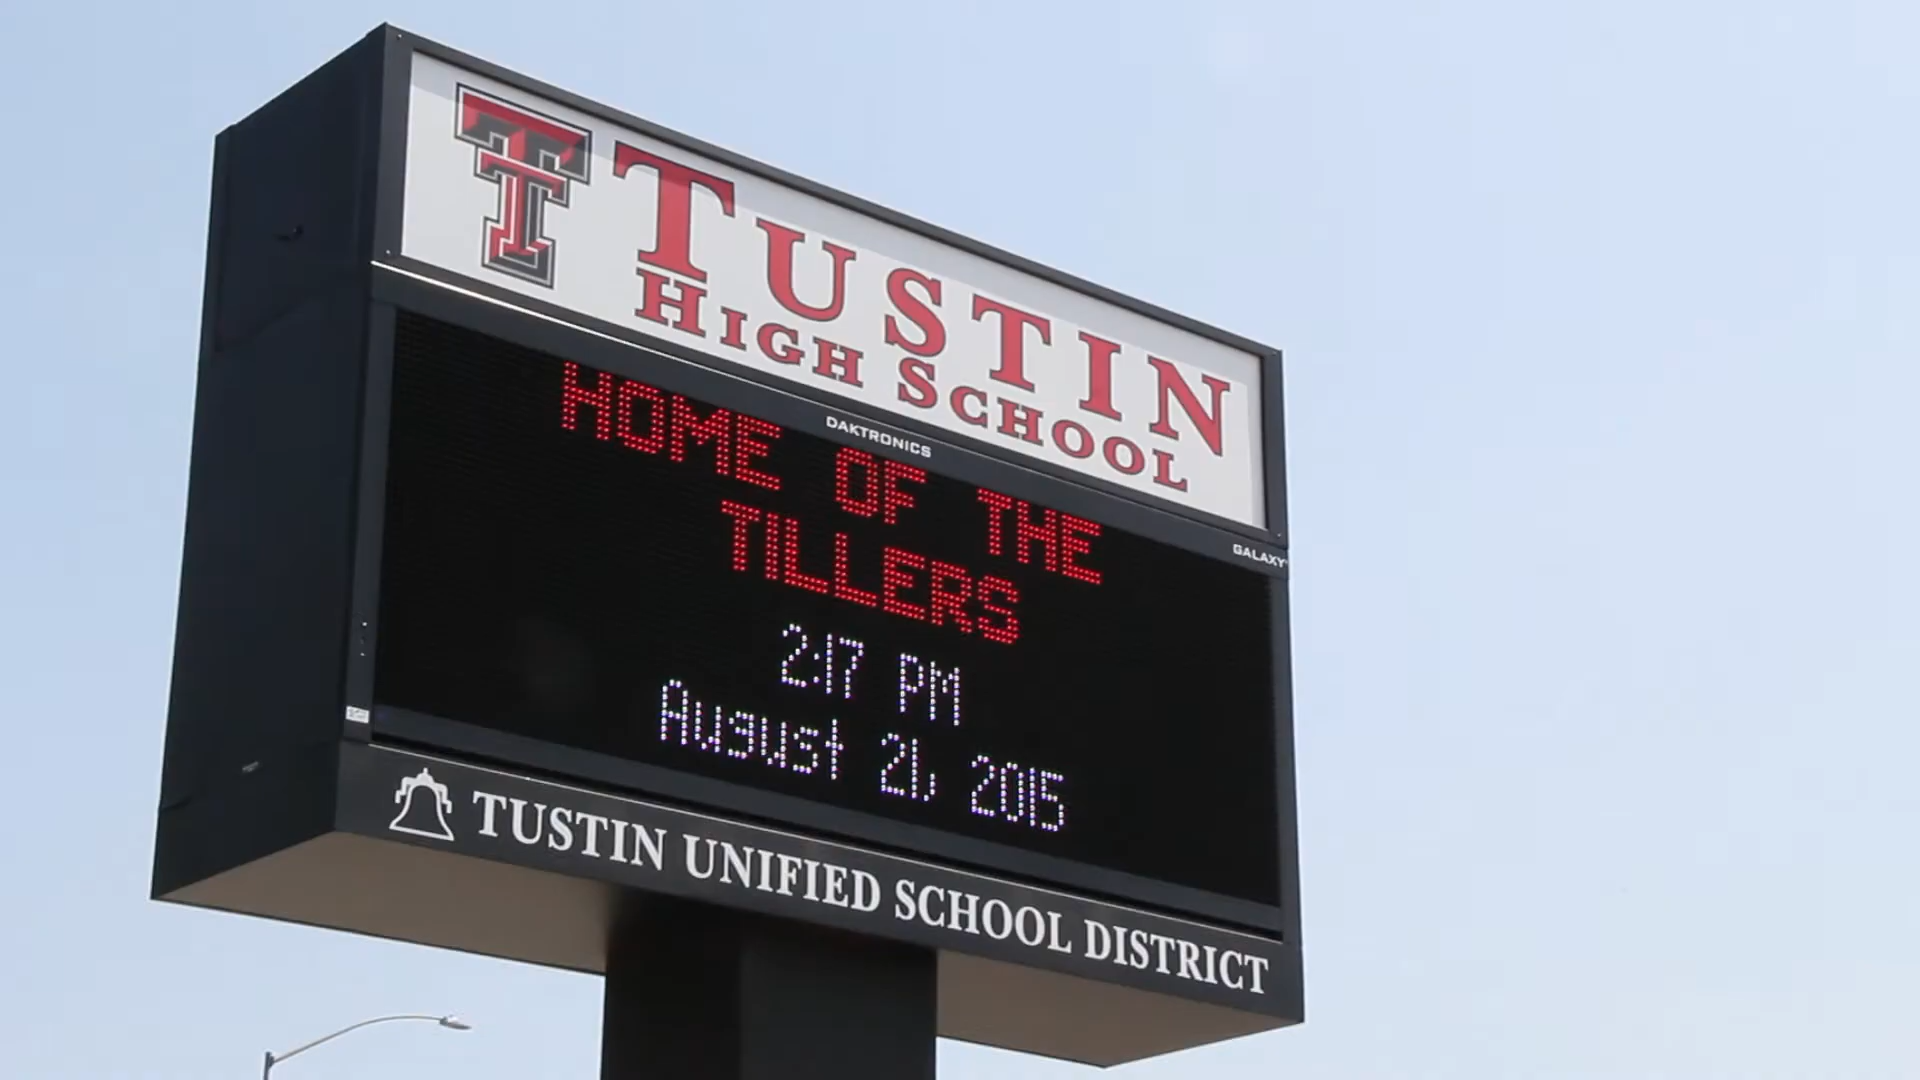 TT TUSTIN
HIGH SCHOOL
DAKTRONICS
GALAXY
HOME OF THE
TILLERS
2:17 PM
August 21, 2015
TUSTIN UNIFIED SCHOOL DISTRICT